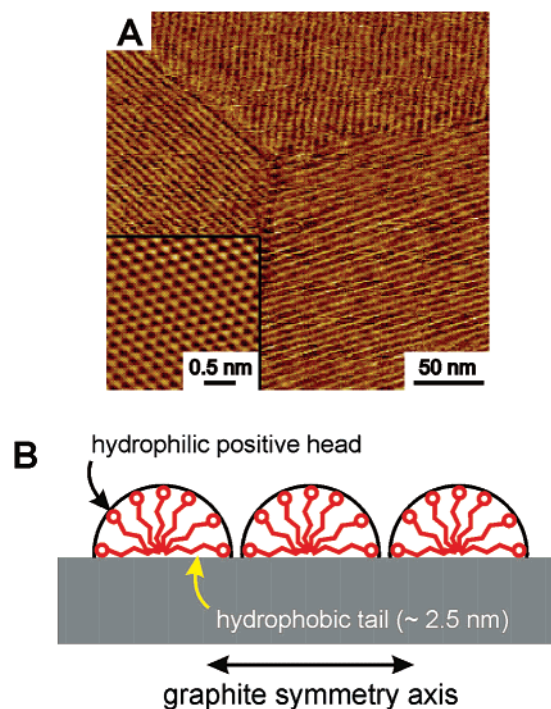 A
0.5 nm
50 nm
B
hydrophilic positive head
hydrophobic tail (~ 2.5 nm)
graphite symmetry axis